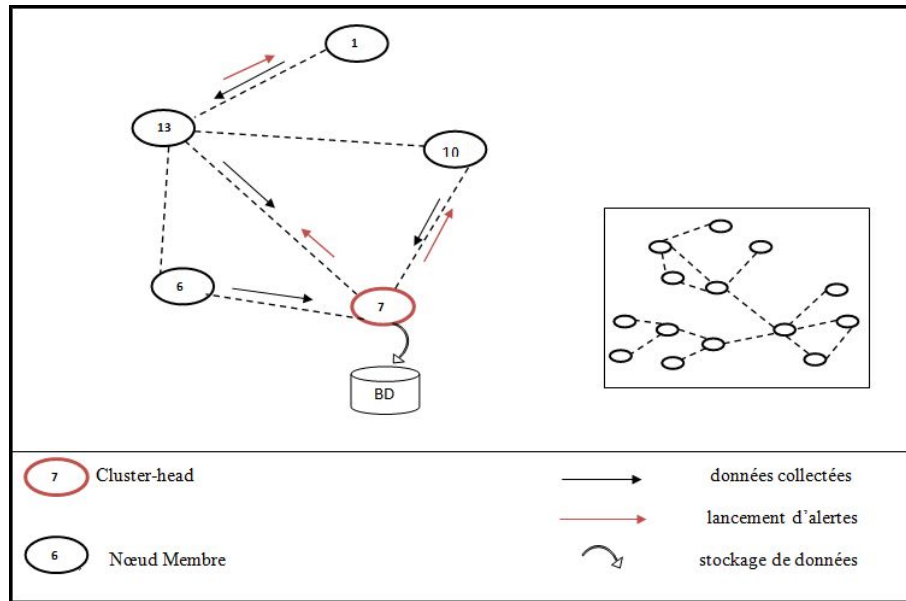 1
13
10
6
7
BD
7 Cluster-head
données collectées
lancement d'alertes
6 Nœud Membre
stockage de données